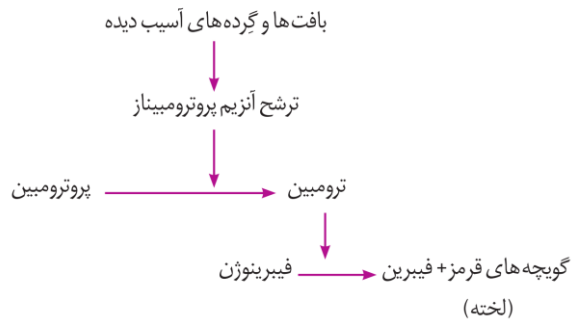 بافت‌ها و گِرده‌های آسیب دیده
ترشح آنزیم پروترومبیناز
پروترومبین
ترومبین
فیبرینوژن
گویچه‌های قرمز + فیبرین
(لخته)